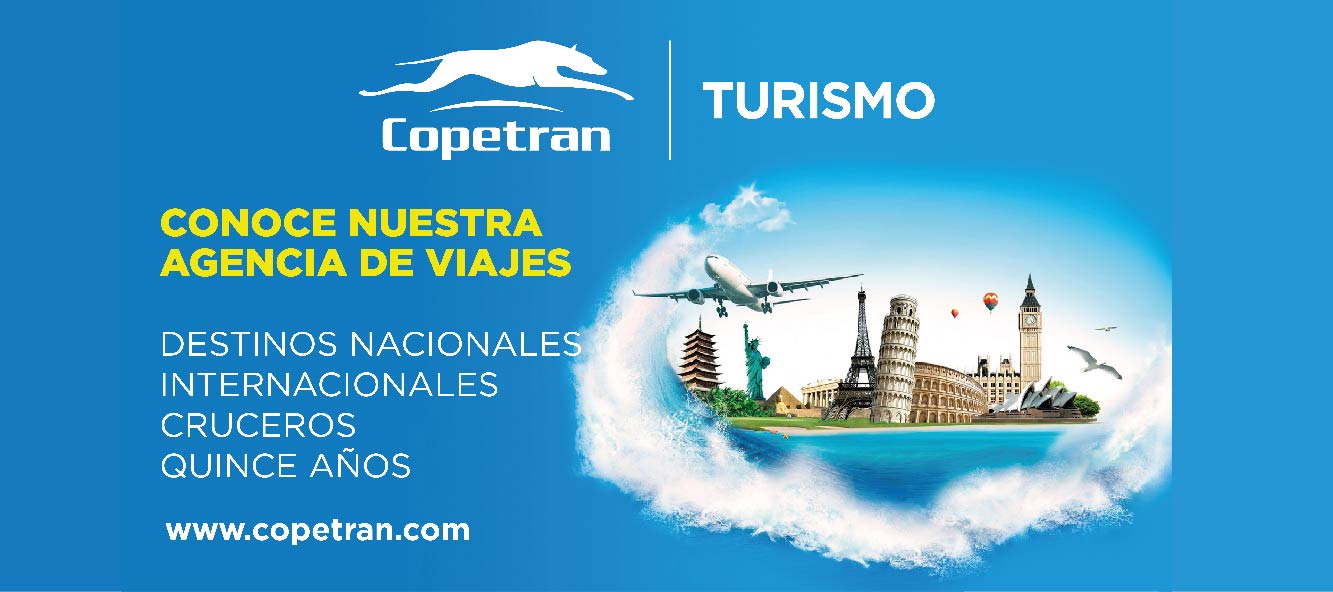 Copetran
TURISMO
CONOCE NUESTRA
AGENCIA DE VIAJES
DESTINOS NACIONALES
INTERNACIONALES
CRUCEROS
QUINCE AÑOS
www.copetran.com